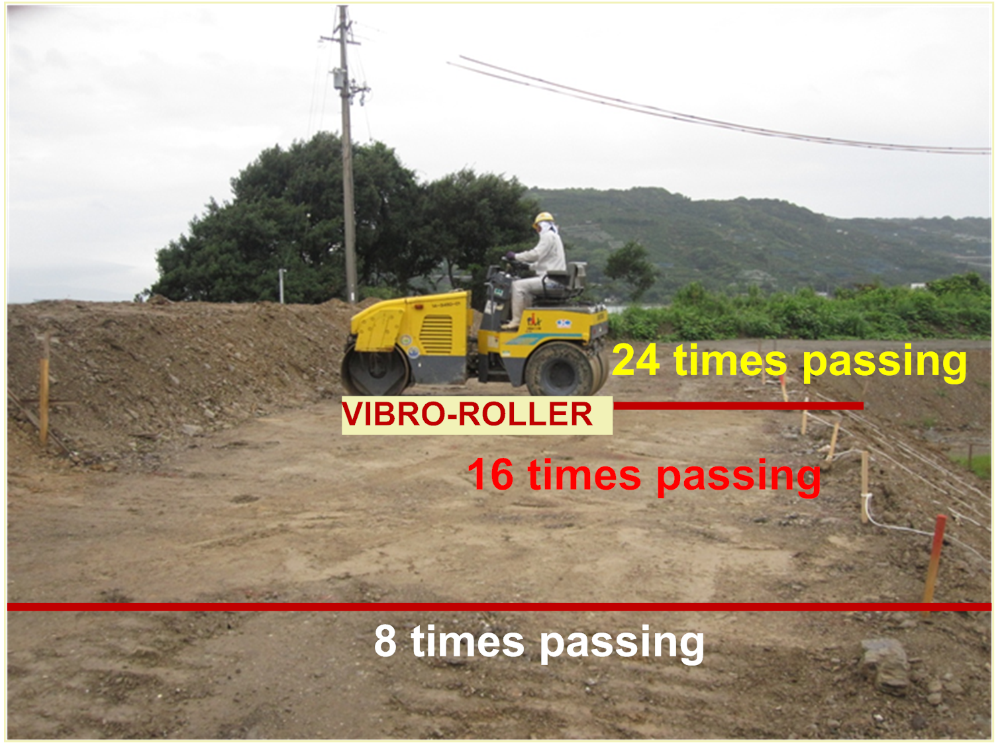 24 times passing
VIBRO-ROLLER
16 times passing
8 times passing